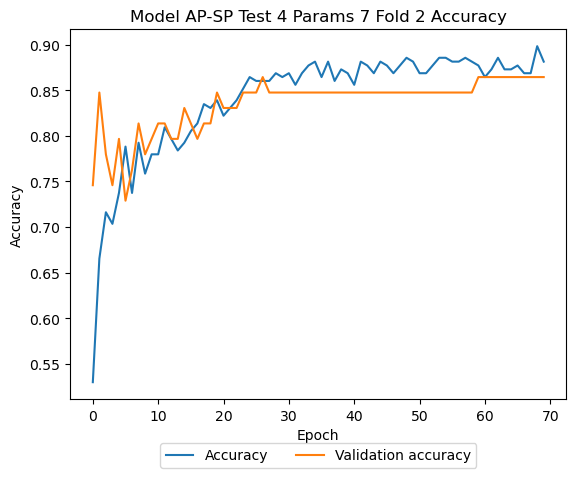 Model AP-SP Test 4 Params 7 Fold 2 Accuracy
0.90
0.85
0.80
0.75
0.70
0.65
0.60
0.55
Accuracy
0 10 20 30 40 50 60 70
Epoch
Accuracy Validation accuracy